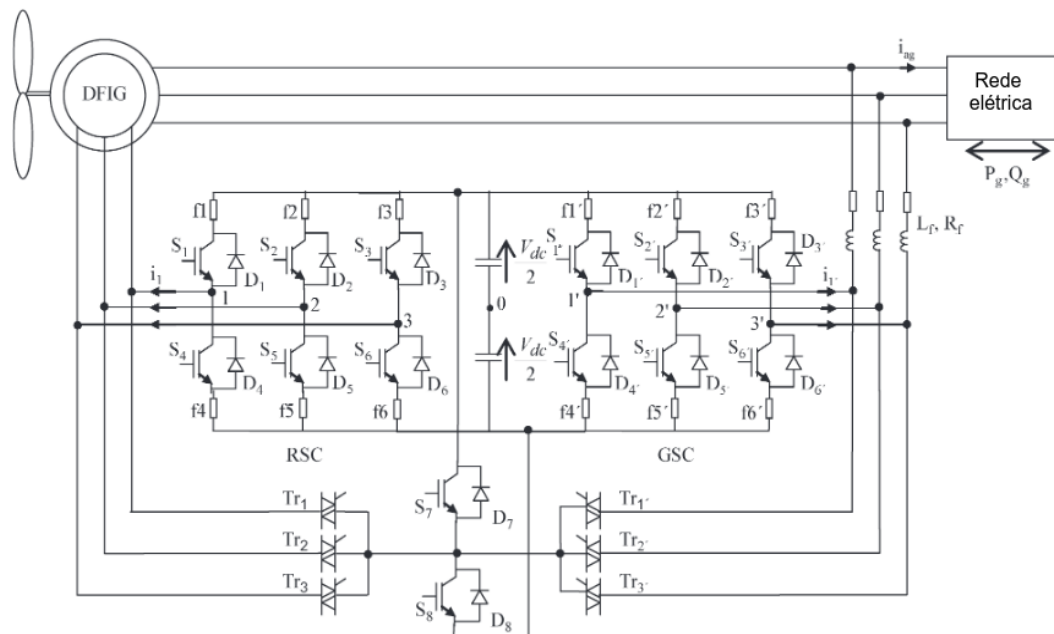 DFIG
i_ag
Rede
elétrica
P_g,Q_g
f1 f2 f3 f1´ f2´ f3´
S_1 S_2 S_3 S_1´ S_2´ S_3´ D_3´
V_dc/2
L_f, R_f
D_1 D_2 D_3 D_1´ D_2´
i_1 i_1´
1 2 3 0 1' 2' 3'
V_dc/2
S_4 S_5 S_6 S_4´ S_5´ S_6´
D_4 D_5 D_6 D_4´ D_5´ D_6´
f4 f5 f6 f4´ f5´ f6´
RSC GSC
S_7 D_7
Tr_1 Tr_1´
Tr_2 Tr_2´
Tr_3 Tr_3´
S_8 D_8